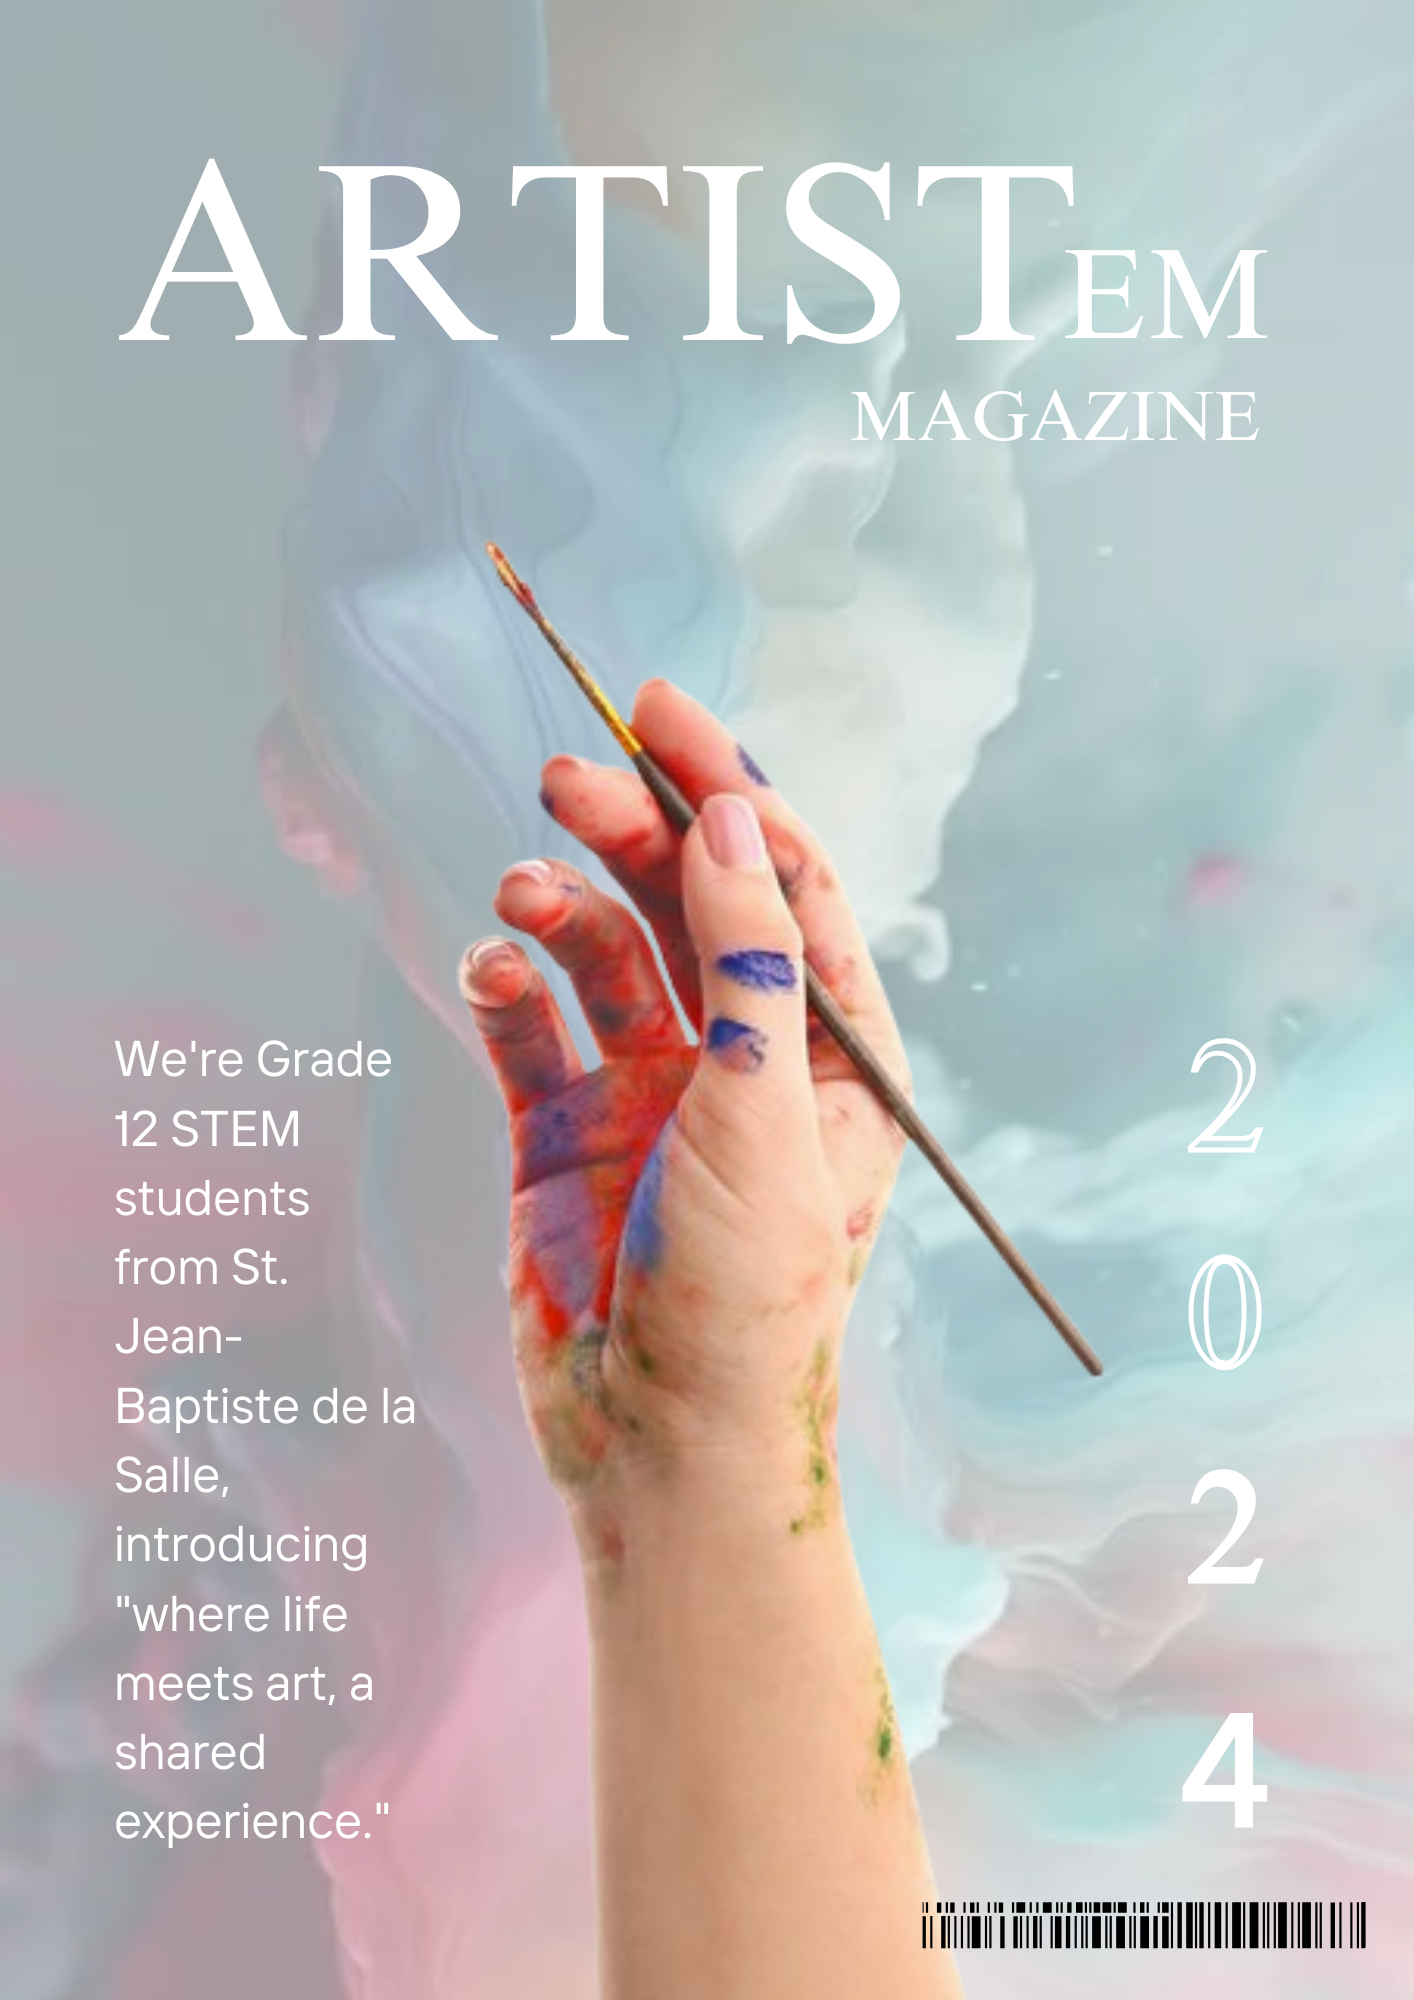 ARTISTEM
MAGAZINE
We're Grade
12 STEM
students
from St.
Jean-
Baptiste de la
Salle,
introducing
"where life
meets art, a
shared
experience."
2
0
2
4